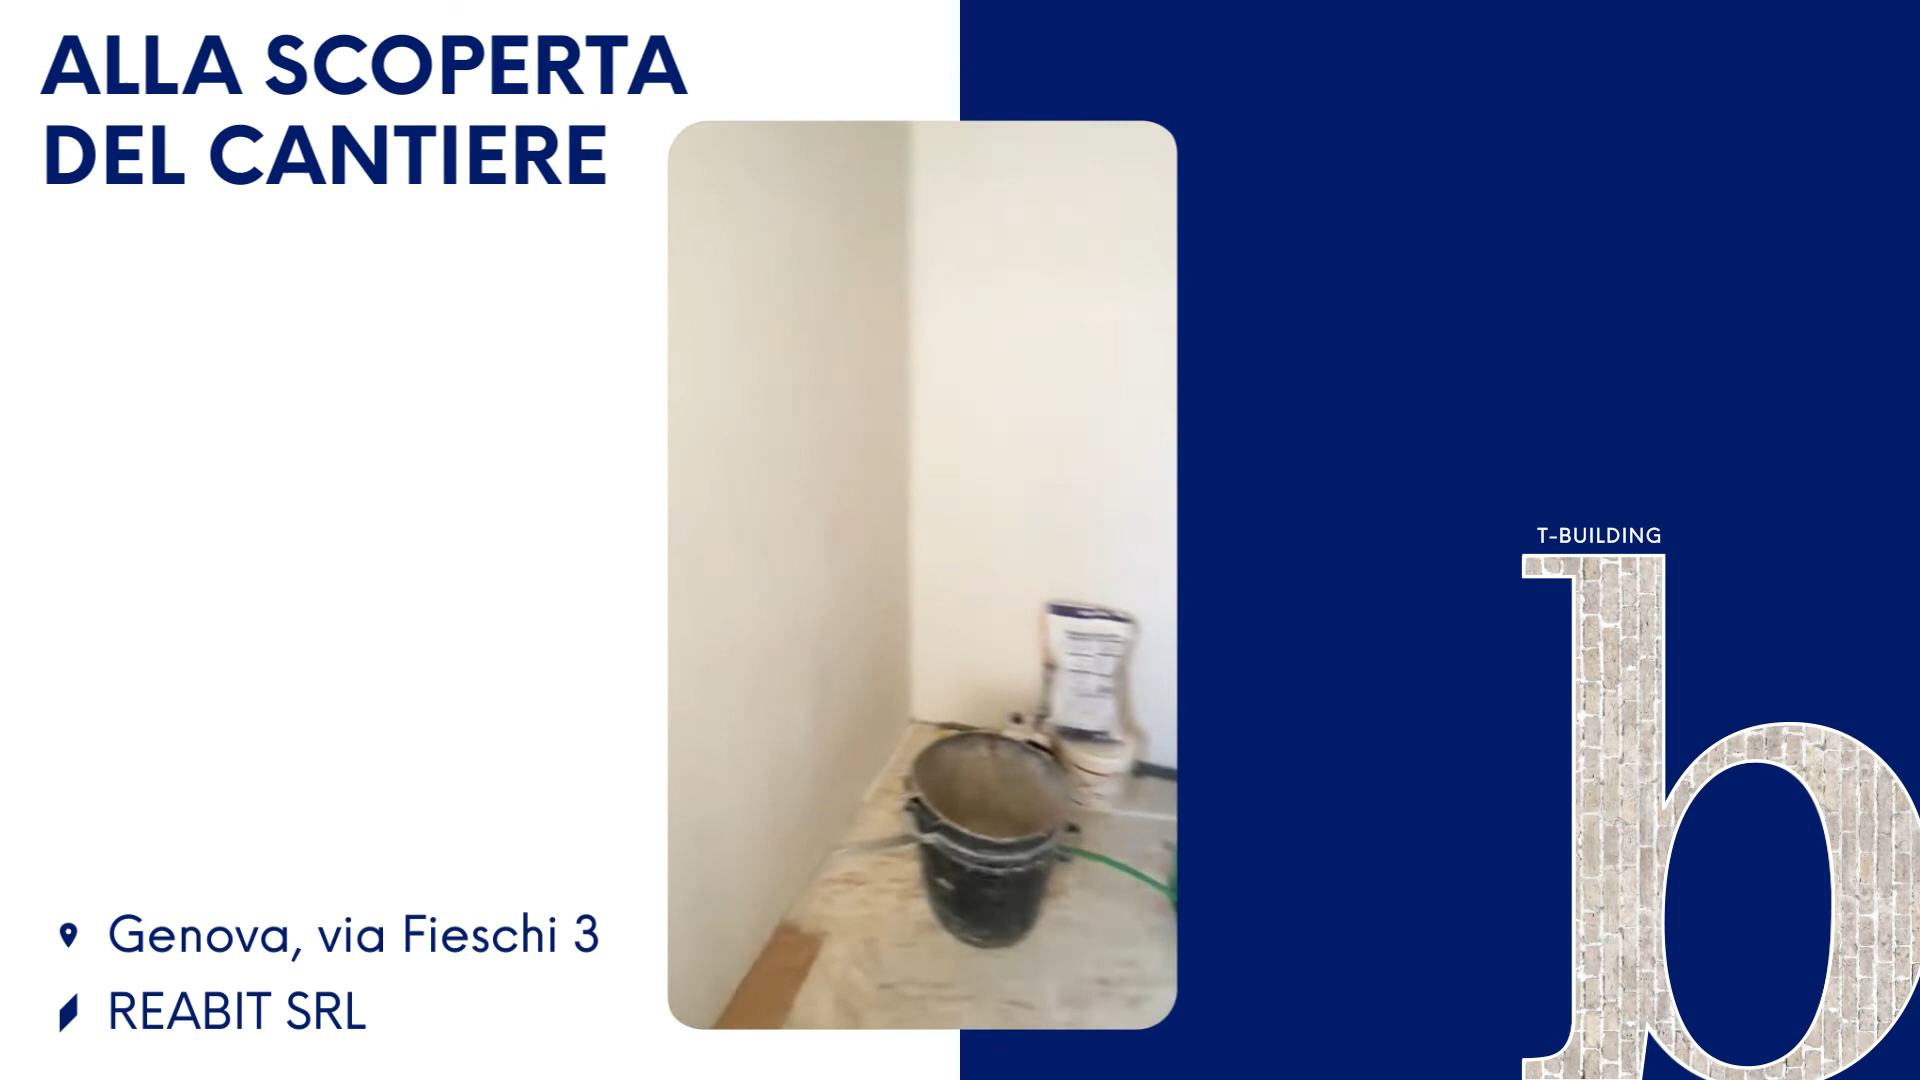 ALLA SCOPERTA
DEL CANTIERE
Genova, via Fieschi 3
REABIT SRL
T-BUILDING
b